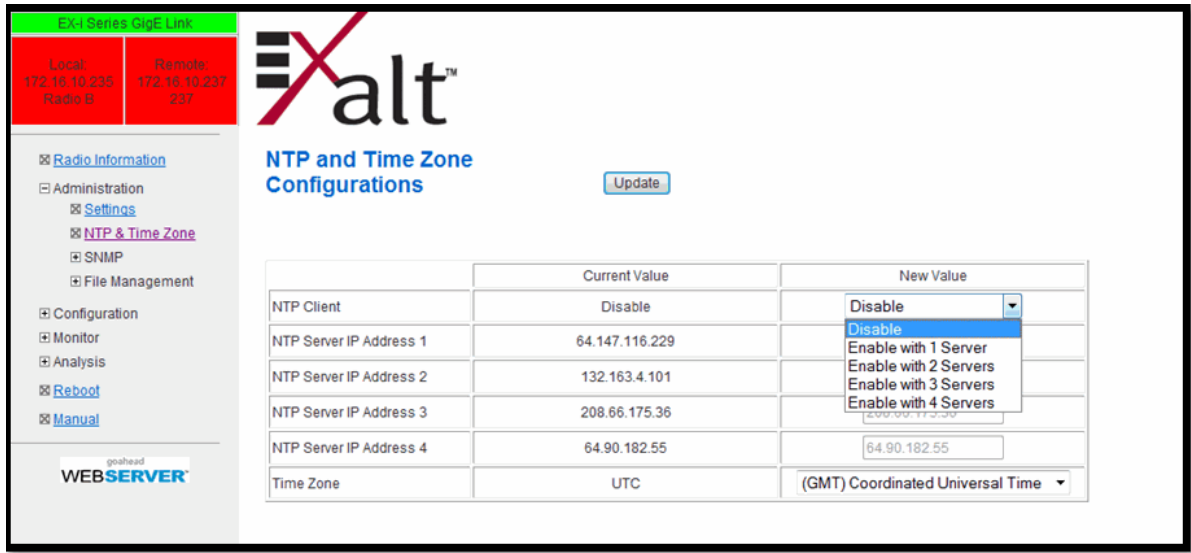 EX-i Series GigE Link
Local:
172.16.10.235
Radio B
Remote:
172.16.10.237
237
EXalt™
Radio Information
Administration
Settings
NTP & Time Zone
SNMP
File Management
Configuration
Monitor
Analysis
Reboot
Manual
goahead
WEBSERVER
NTP and Time Zone
Configurations
Update
Current Value New Value
NTP Client Disable Disable
Disable
Enable with 1 Server
Enable with 2 Servers
Enable with 3 Servers
Enable with 4 Servers
NTP Server IP Address 1 64.147.116.229
NTP Server IP Address 2 132.163.4.101
NTP Server IP Address 3 208.66.175.36 208.66.175.36
NTP Server IP Address 4 64.90.182.55 64.90.182.55
Time Zone UTC (GMT) Coordinated Universal Time